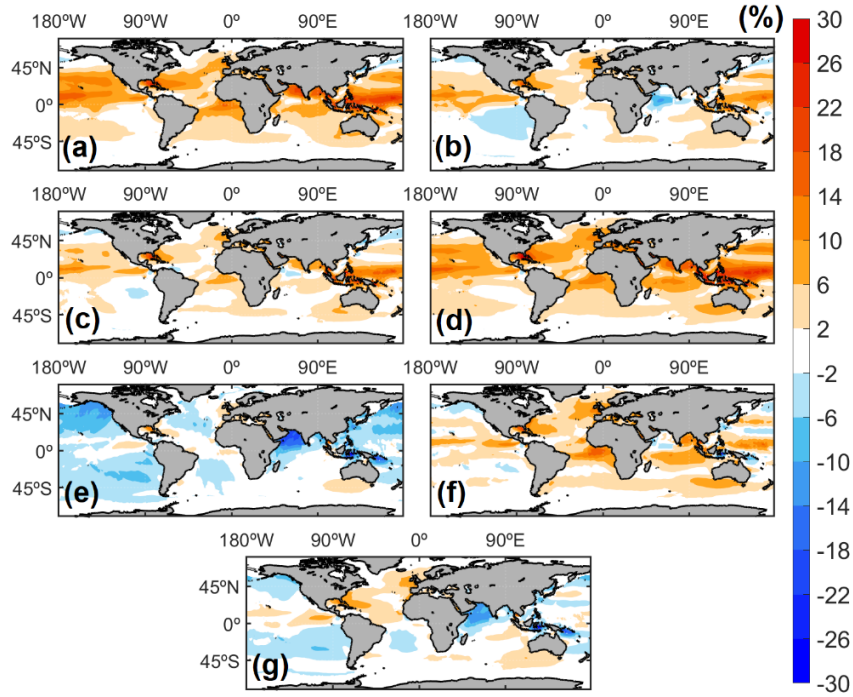 180ºW 90ºW 0º 90ºE 180ºW 90ºW 0º 90ºE (%)
45ºN
0º
45ºS
(a) (b)
180ºW 90ºW 0º 90ºE 180ºW 90ºW 0º 90ºE
45ºN
0º
45ºS
(c) (d)
180ºW 90ºW 0º 90ºE 180ºW 90ºW 0º 90ºE
45ºN
0º
45ºS
(e) (f)
180ºW 90ºW 0º 90ºE
45ºN
0º
45ºS
(g)
30
26
22
18
14
10
6
2
-2
-6
-10
-14
-18
-22
-26
-30